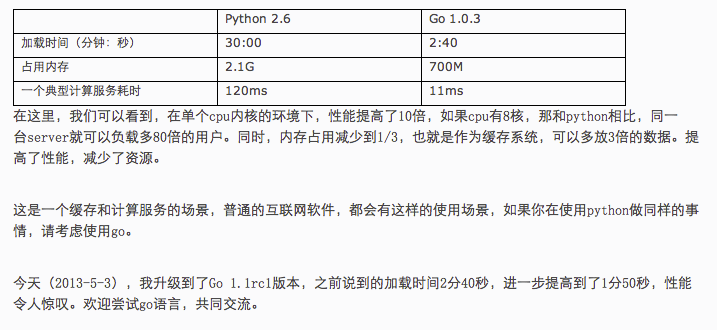 Python 2.6 Go 1.0.3
加载时间（分钟：秒） 30:00 2:40
占用内存 2.1G 700M
一个典型计算服务耗时 120ms 11ms
在这里，我们可以看到，在单个cpu内核的环境下，性能提高了10倍，如果cpu有8核，那和python相比，同一
台server就可以负载多80倍的用户。同时，内存占用减少到1/3，也就是作为缓存系统，可以多放3倍的数据。提
高了性能，减少了资源。
这是一个缓存和计算服务的场景，普通的互联网软件，都会有这样的使用场景，如果你在使用python做同样的事
情，请考虑使用go。
今天（2013-5-3），我升级到了Go 1.1rc1版本，之前说到的加载时间2分40秒，进一步提高到了1分50秒，性能
令人惊叹。欢迎尝试go语言，共同交流。